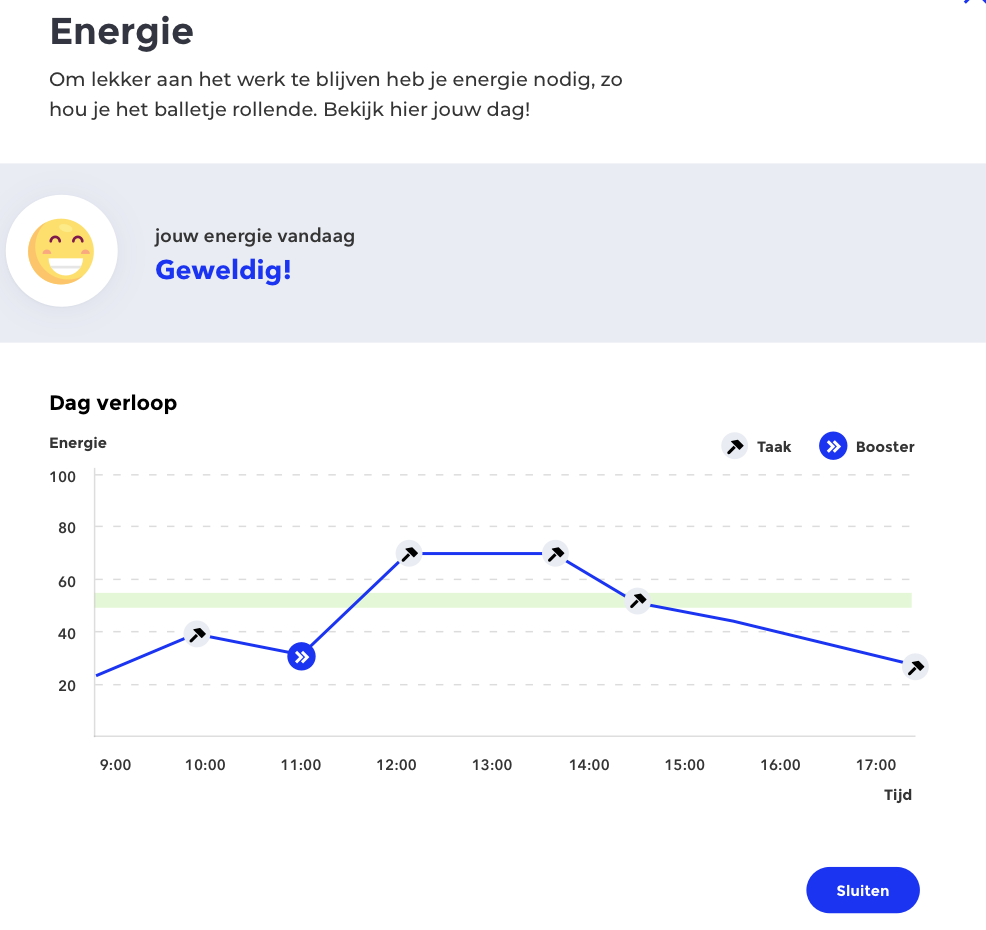 Energie
Om lekker aan het werk te blijven heb je energie nodig, zo
hou je het balletje rollende. Bekijk hier jouw dag!
jouw energie vandaag
Geweldig!
Dag verloop
Energie
Taak
Booster
100
80
60
40
20
9:00 10:00 11:00 12:00 13:00 14:00 15:00 16:00 17:00
Tijd
Sluiten